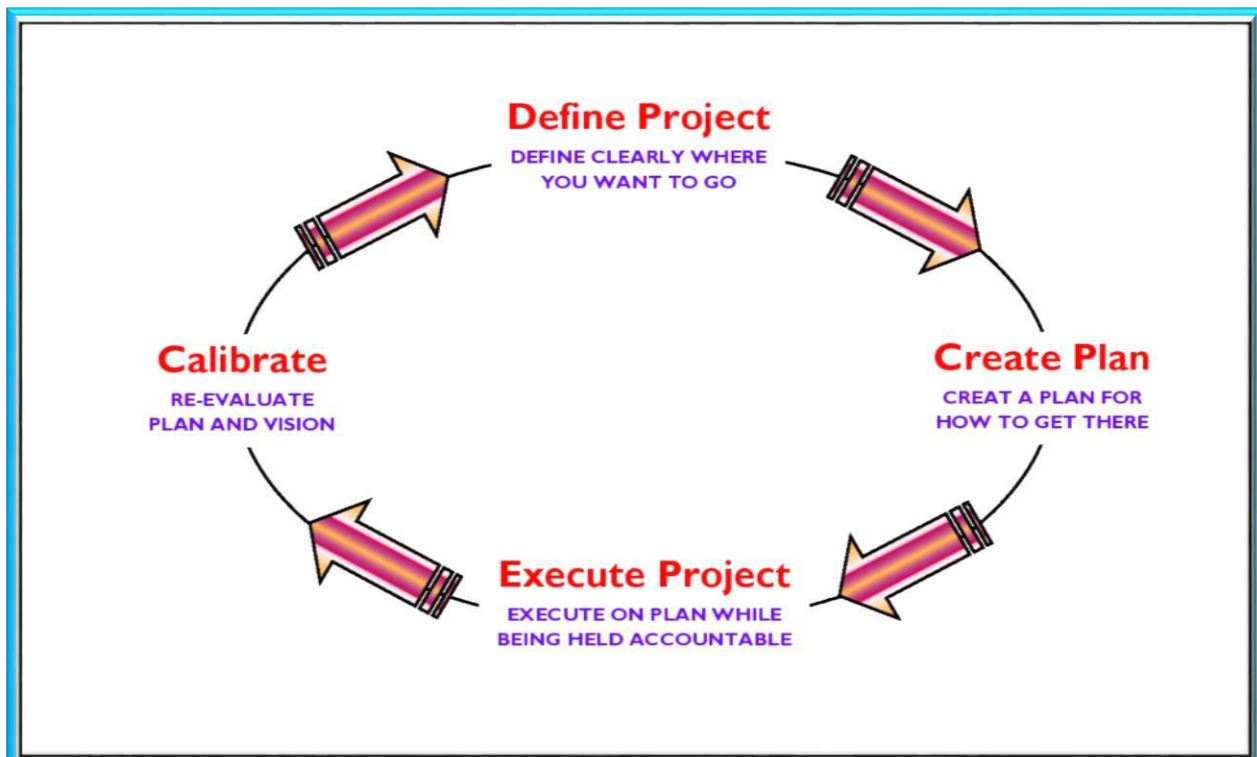 Define Project
DEFINE CLEARLY WHERE
YOU WANT TO GO
Create Plan
CREAT A PLAN FOR
HOW TO GET THERE
Execute Project
EXECUTE ON PLAN WHILE
BEING HELD ACCOUNTABLE
Calibrate
RE-EVALUATE
PLAN AND VISION